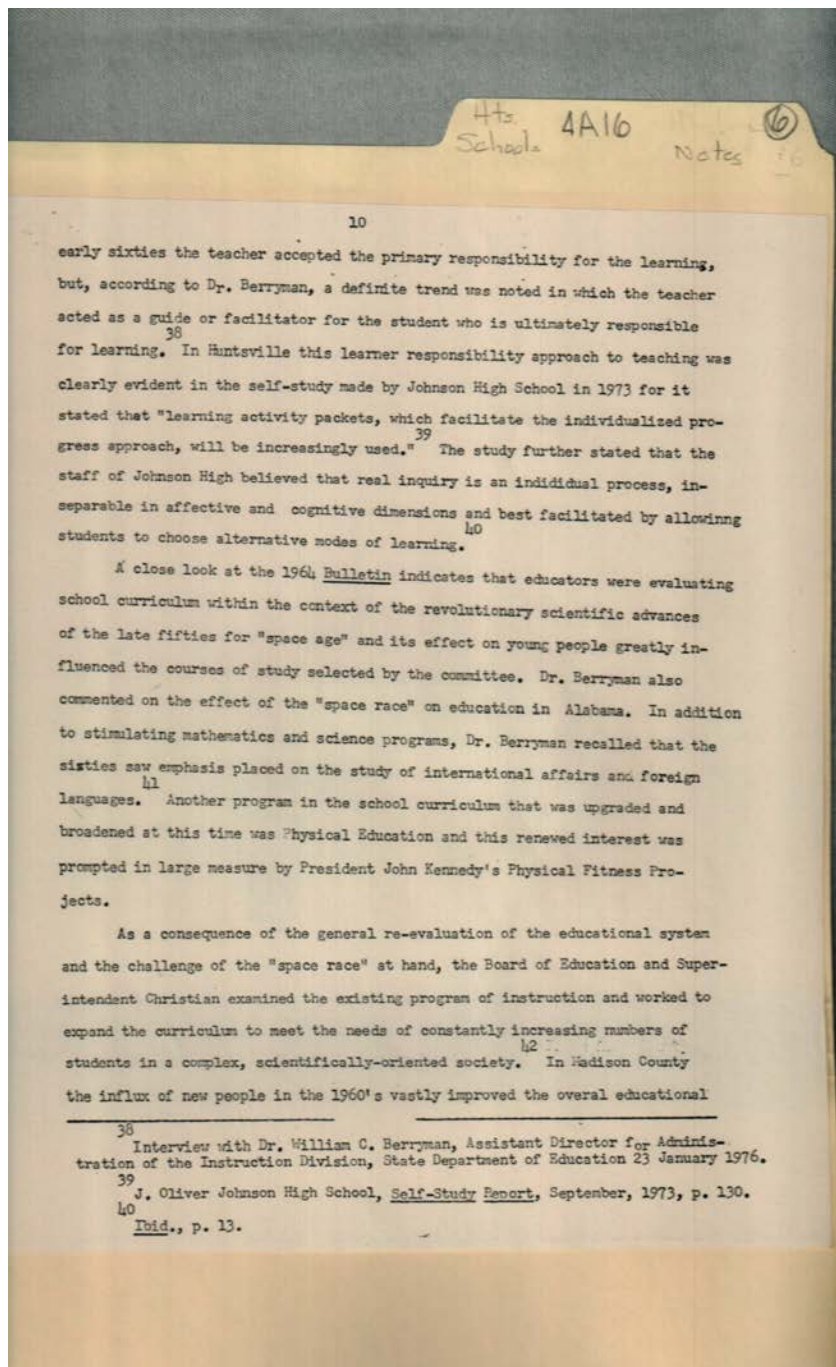 Hts.
Schools 4A16 6
Notes
10
early sixties the teacher accepted the primary responsibility for the learning,
but, according to Dr. Berryman, a definite trend was noted in which the teacher
acted as a guide or facilitator for the student who is ultimately responsible
38
for learning. In Huntsville this learner responsibility approach to teaching was
clearly evident in the self-study made by Johnson High School in 1973 for it
stated that "learning activity packets, which facilitate the individualized pro-
39
gress approach, will be increasingly used." The study further stated that the
staff of Johnson High believed that real inquiry is an indididual process, in-
separable in affective and cognitive dimensions and best facilitated by allowinng
40
students to choose alternative modes of learning.
A close look at the 1964 Bulletin indicates that educators were evaluating
school curriculum within the context of the revolutionary scientific advances
of the late fifties for "space age" and its effect on young people greatly in-
fluenced the courses of study selected by the committee. Dr. Berryman also
commented on the effect of the "space race" on education in Alabama. In addition
to stimulating mathematics and science programs, Dr. Berryman recalled that the
sixties saw emphasis placed on the study of international affairs and foreign
41
languages. Another program in the school curriculum that was upgraded and
broadened at this time was Physical Education and this renewed interest was
prompted in large measure by President John Kennedy's Physical Fitness Pro-
jects.
As a consequence of the general re-evaluation of the educational system
and the challenge of the "space race" at hand, the Board of Education and Super-
intendent Christian examined the existing program of instruction and worked to
expand the curriculum to meet the needs of constantly increasing numbers of
42
students in a complex, scientifically-oriented society. In Madison County
the influx of new people in the 1960's vastly improved the overal educational
38
Interview with Dr. William C. Berryman, Assistant Director for Adminis-
tration of the Instruction Division, State Department of Education 23 January 1976.
39
J. Oliver Johnson High School, Self-Study Report, September, 1973, p. 130.
40
Ibid., p. 13.